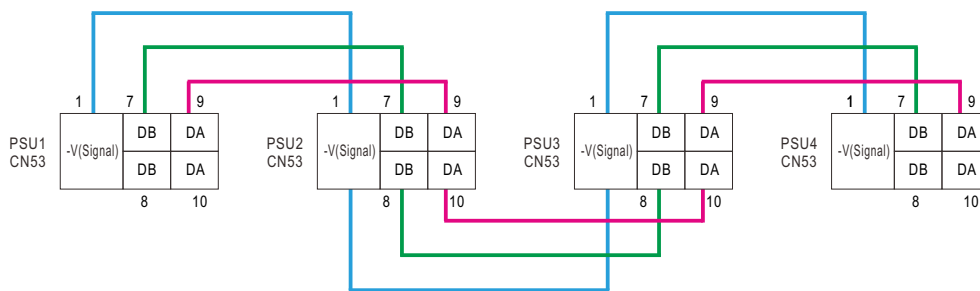 1 7 9 1 7 9 1 7 9 1 7 9
PSU1 CN53 -V(Signal) DB DA DB DA
PSU2 CN53 -V(Signal) DB DA DB DA
PSU3 CN53 -V(Signal) DB DA DB DA
PSU4 CN53 -V(Signal) DB DA DB DA
8 10 8 10 8 10 8 10